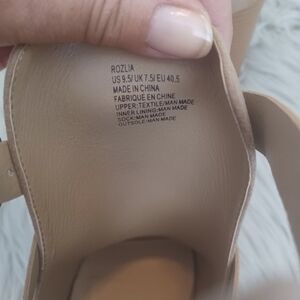 ROZLIA
US 9.5/ UK 7.5/ EU 40.5
MADE IN CHINA
FABRIQUE EN CHINE
UPPER:TEXTILE/MAN MADE
INNER LINING:MAN MADE
SOCK:MAN MADE
OUTSOLE:MAN MADE